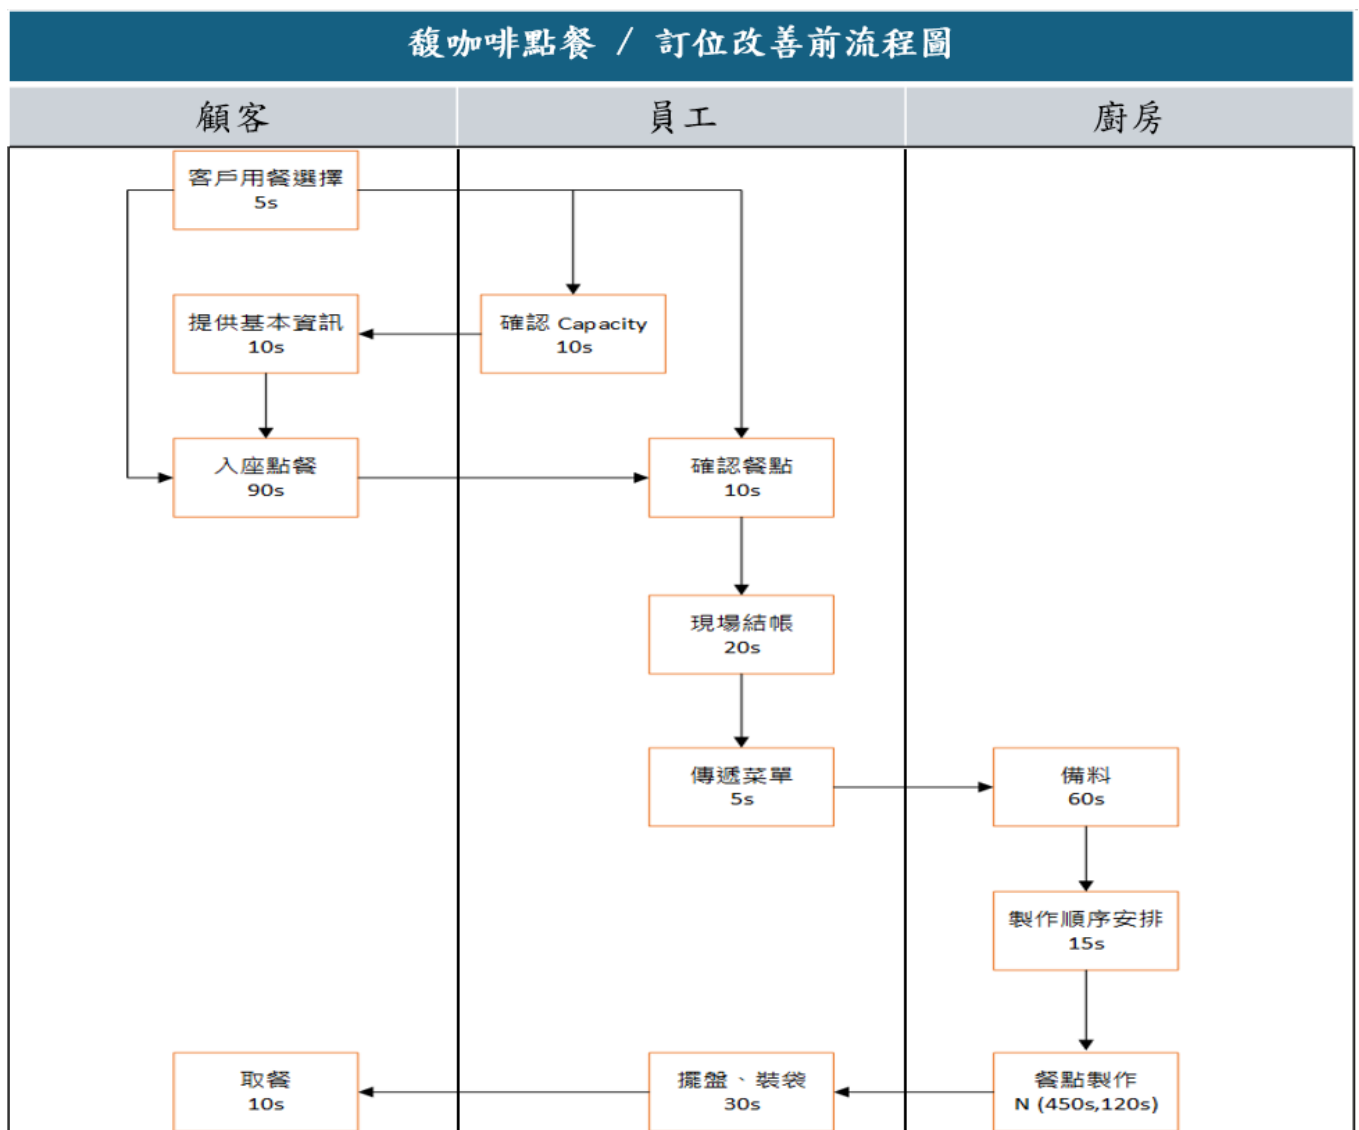 馥咖啡點餐 / 訂位改善前流程圖
顧客
員工
廚房
客戶用餐選擇
5s
提供基本資訊
10s
確認 Capacity
10s
入座點餐
90s
確認餐點
10s
現場結帳
20s
傳遞菜單
5s
備料
60s
製作順序安排
15s
取餐
10s
擺盤、裝袋
30s
餐點製作
N (450s,120s)